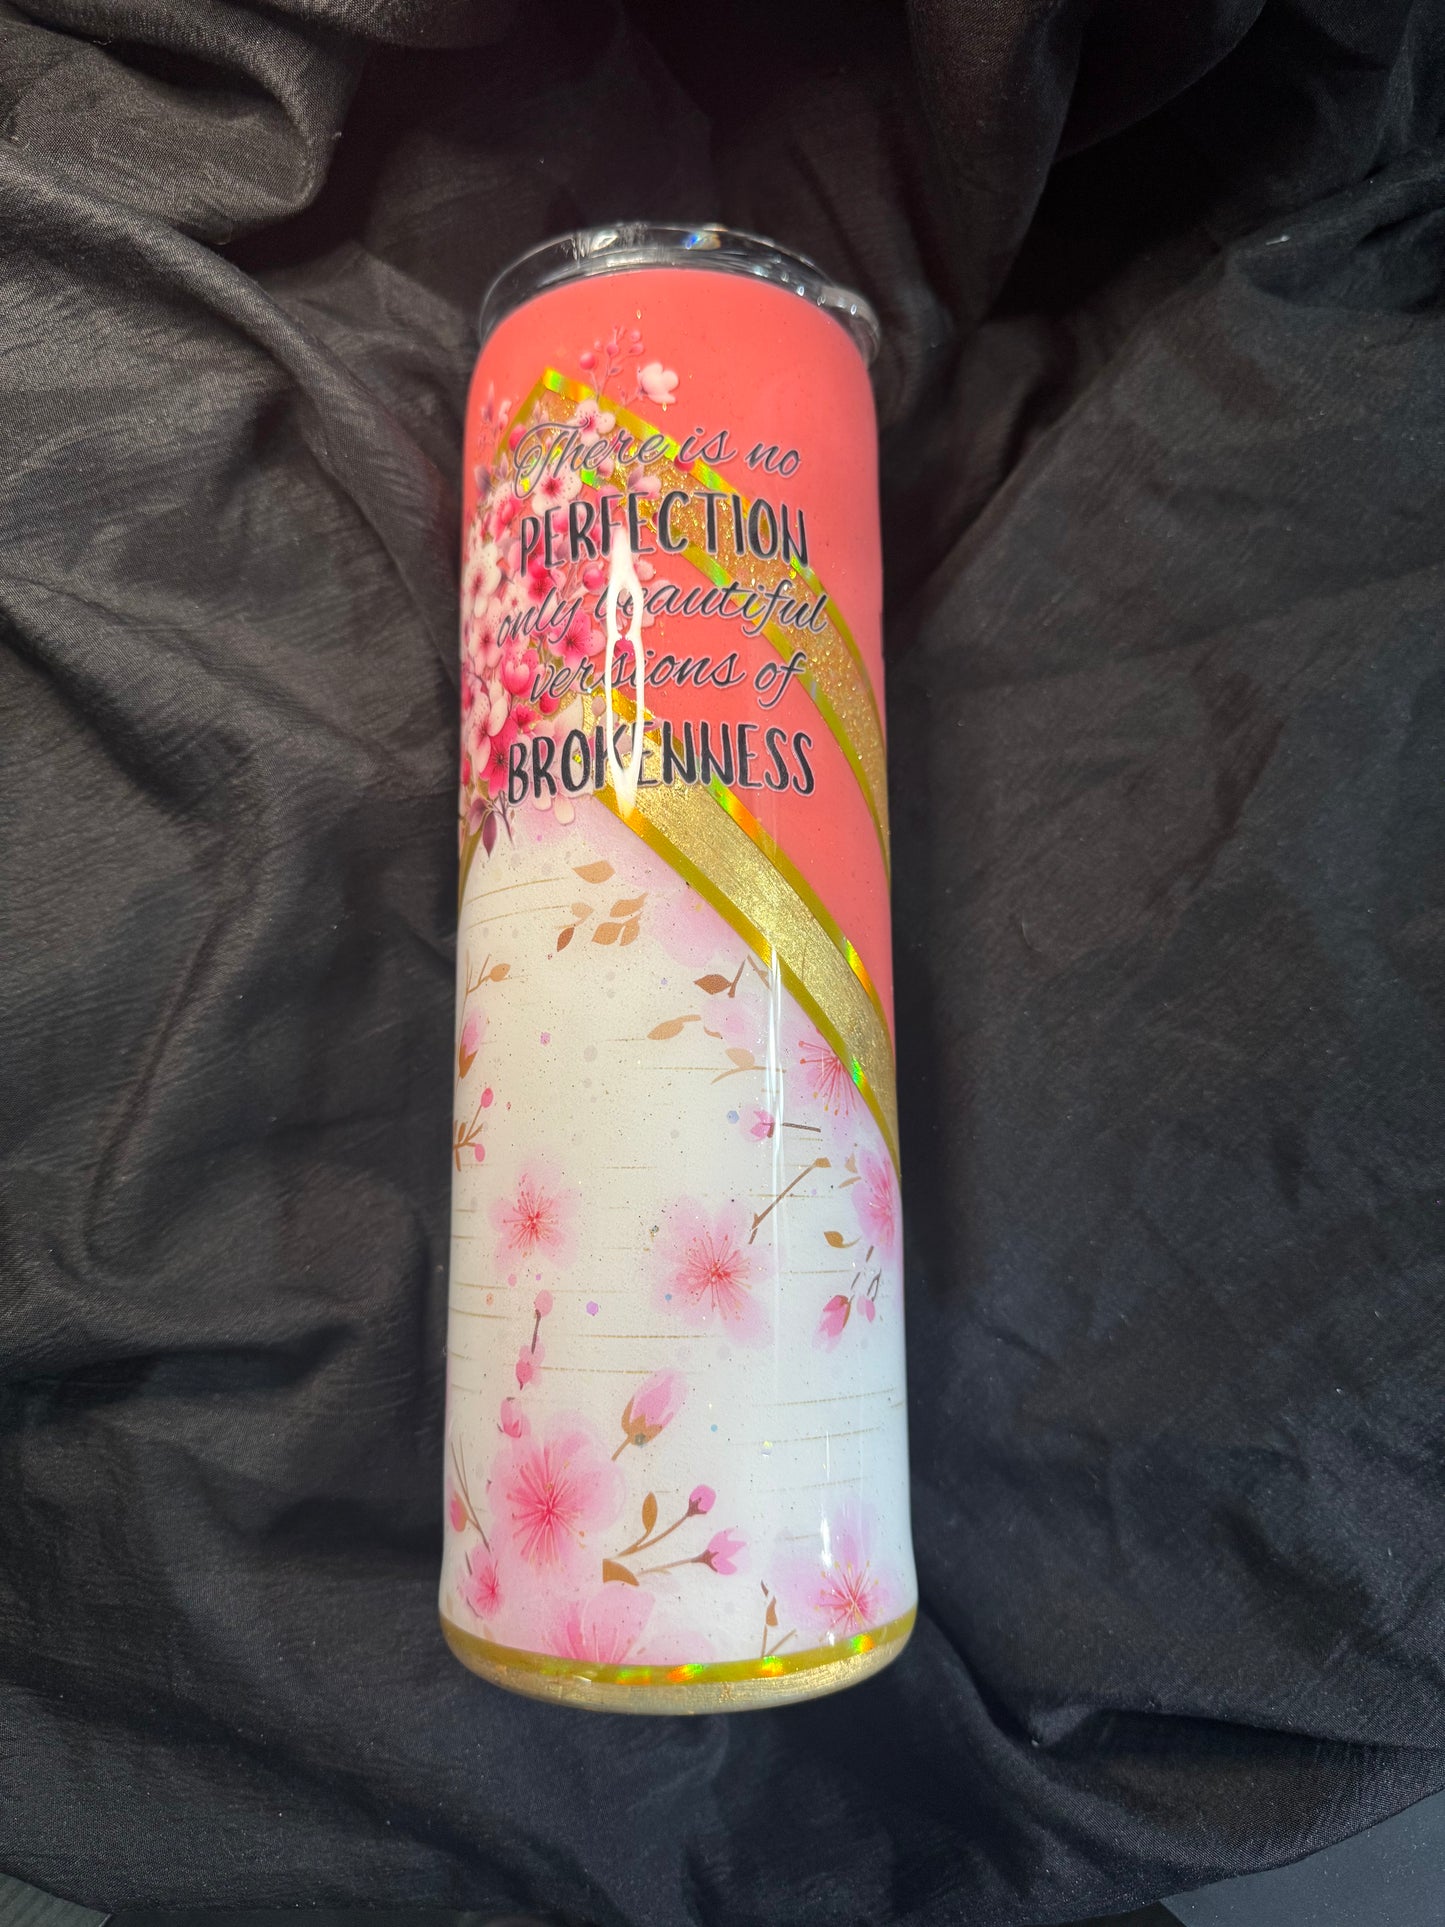 There is no
PERFECTION
only beautiful
versions of
BROKENNESS